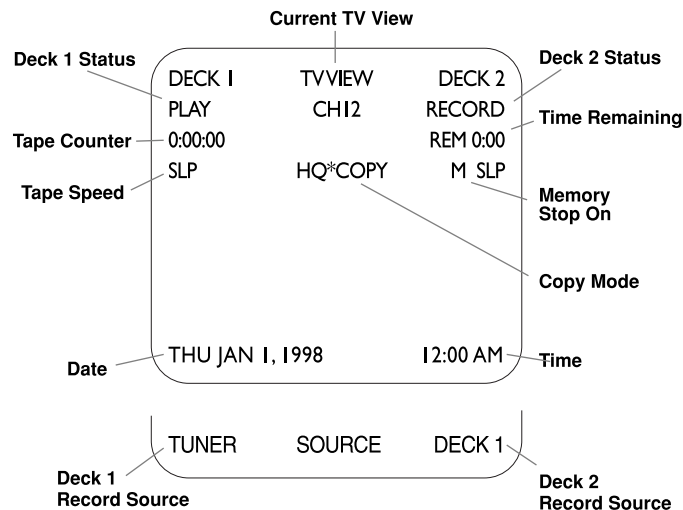 Current TV View
Deck 1 Status
Deck 2 Status
DECK 1 TV VIEW DECK 2
PLAY CH12 RECORD
Time Remaining
Tape Counter
0:00:00 REM 0:00
SLP HQ*COPY M SLP
Tape Speed
Memory
Stop On
Copy Mode
THU JAN 1, 1998 12:00 AM
Date
Time
TUNER SOURCE DECK 1
Deck 1
Record Source
Deck 2
Record Source